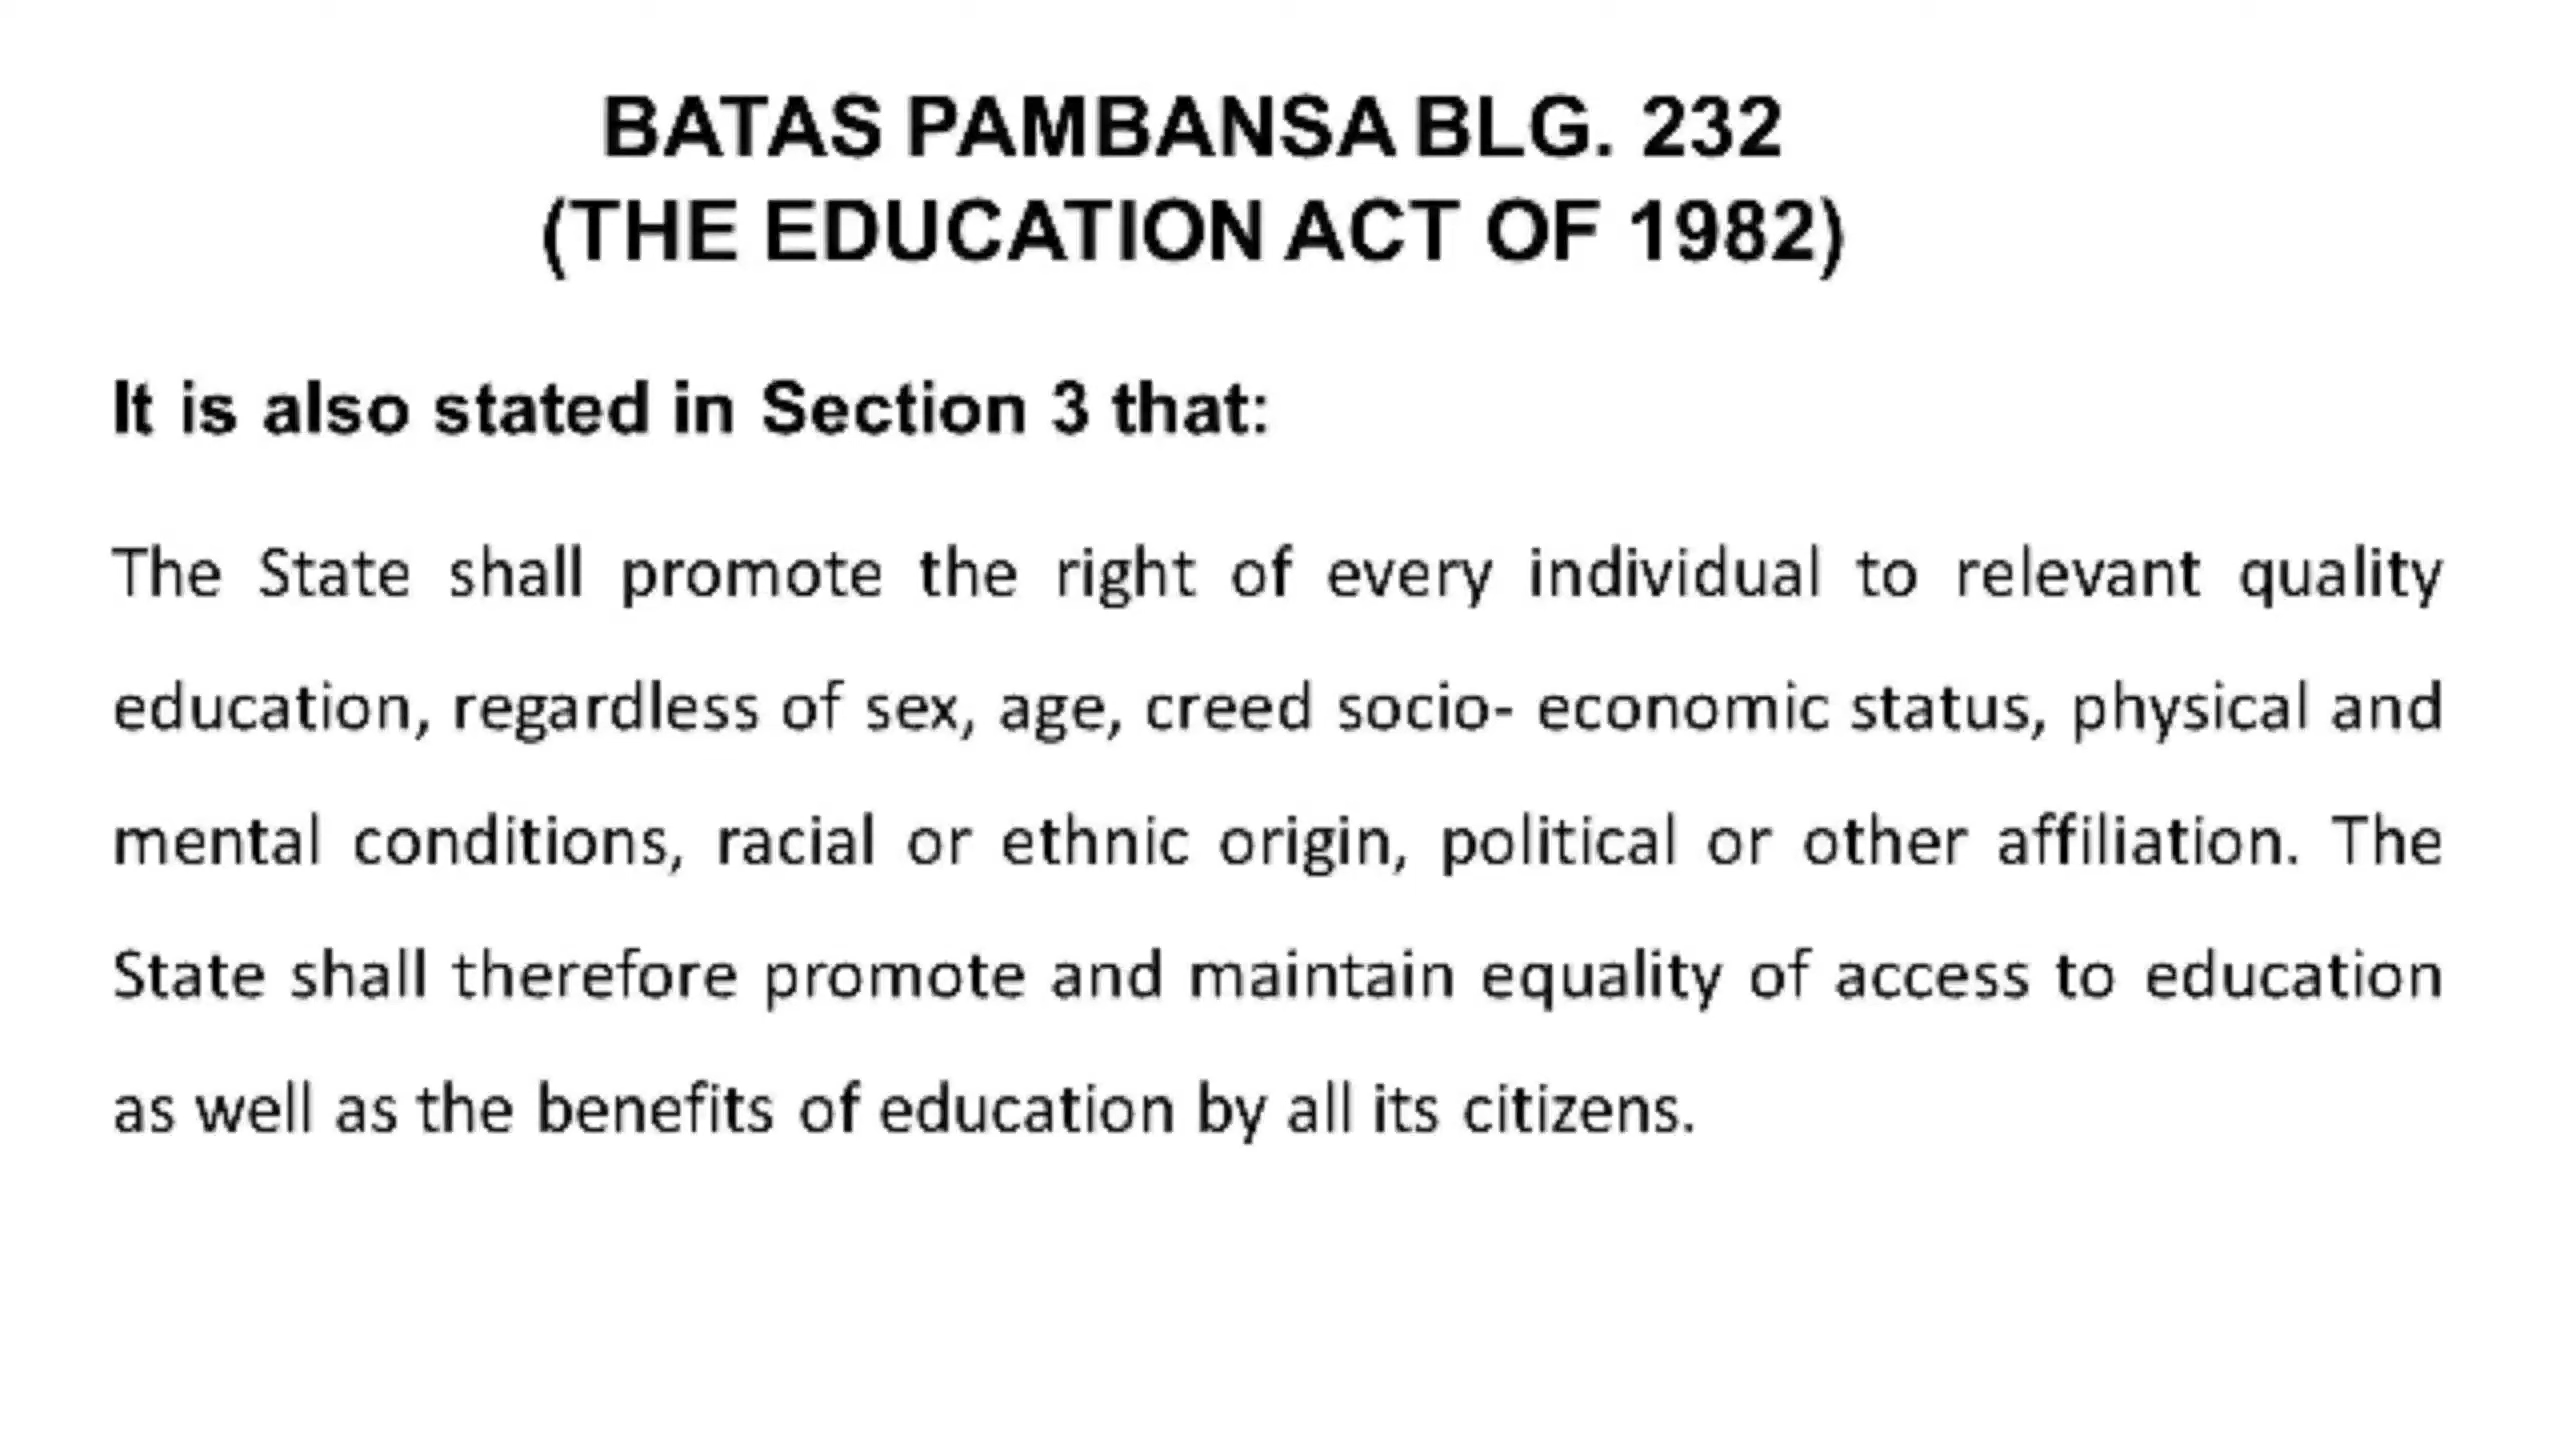 BATAS PAMBANSA BLG. 232
(THE EDUCATION ACT OF 1982)
It is also stated in Section 3 that:
The State shall promote the right of every individual to relevant quality
education, regardless of sex, age, creed socio- economic status, physical and
mental conditions, racial or ethnic origin, political or other affiliation. The
State shall therefore promote and maintain equality of access to education
as well as the benefits of education by all its citizens.